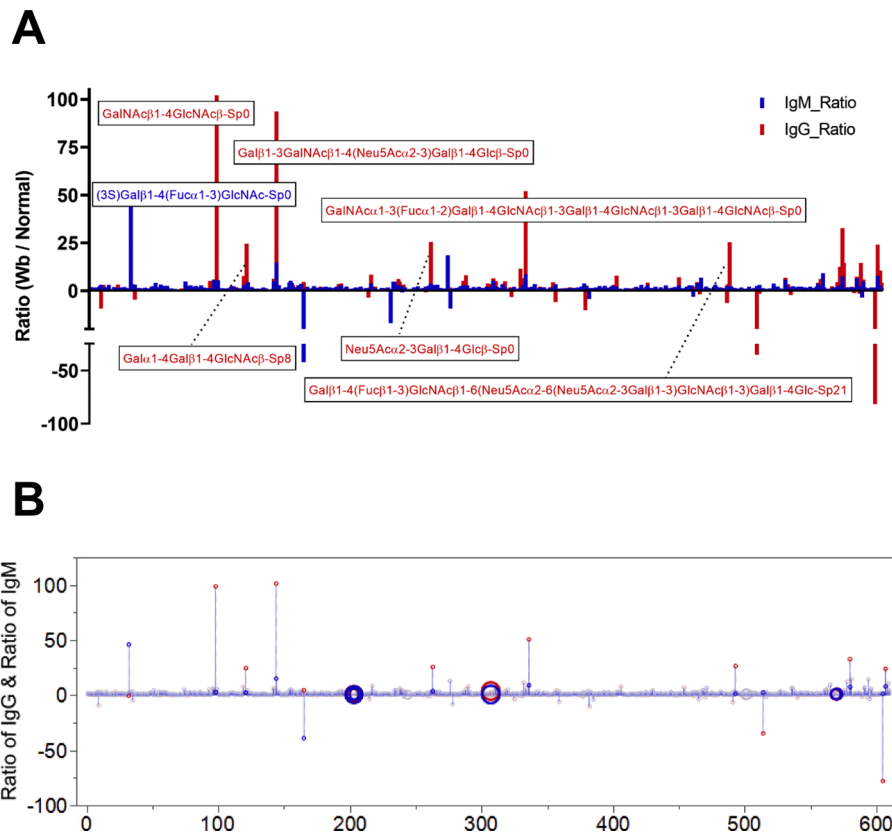 A
Ratio (Wb / Normal)
100
75
50
25
0
-50
-100
IgM_Ratio
IgG_Ratio
GalNAcβ1-4GlcNAcβ-Sp0
Galβ1-3GalNAcβ1-4(Neu5Acα2-3)Galβ1-4Glcβ-Sp0
(3S)Galβ1-4(Fucα1-3)GlcNAc-Sp0
GalNAcα1-3(Fucα1-2)Galβ1-4GlcNAcβ1-3Galβ1-4GlcNAcβ1-3Galβ1-4GlcNAcβ-Sp0
Galα1-4Galβ1-4GlcNAcβ-Sp8
Neu5Acα2-3Galβ1-4Glcβ-Sp0
Galβ1-4(Fucβ1-3)GlcNAcβ1-6(Neu5Acα2-6(Neu5Acα2-3Galβ1-3)GlcNAcβ1-3)Galβ1-4Glc-Sp21
B
Ratio of IgG & Ratio of IgM
100
50
0
-50
-100
0 100 200 300 400 500 600